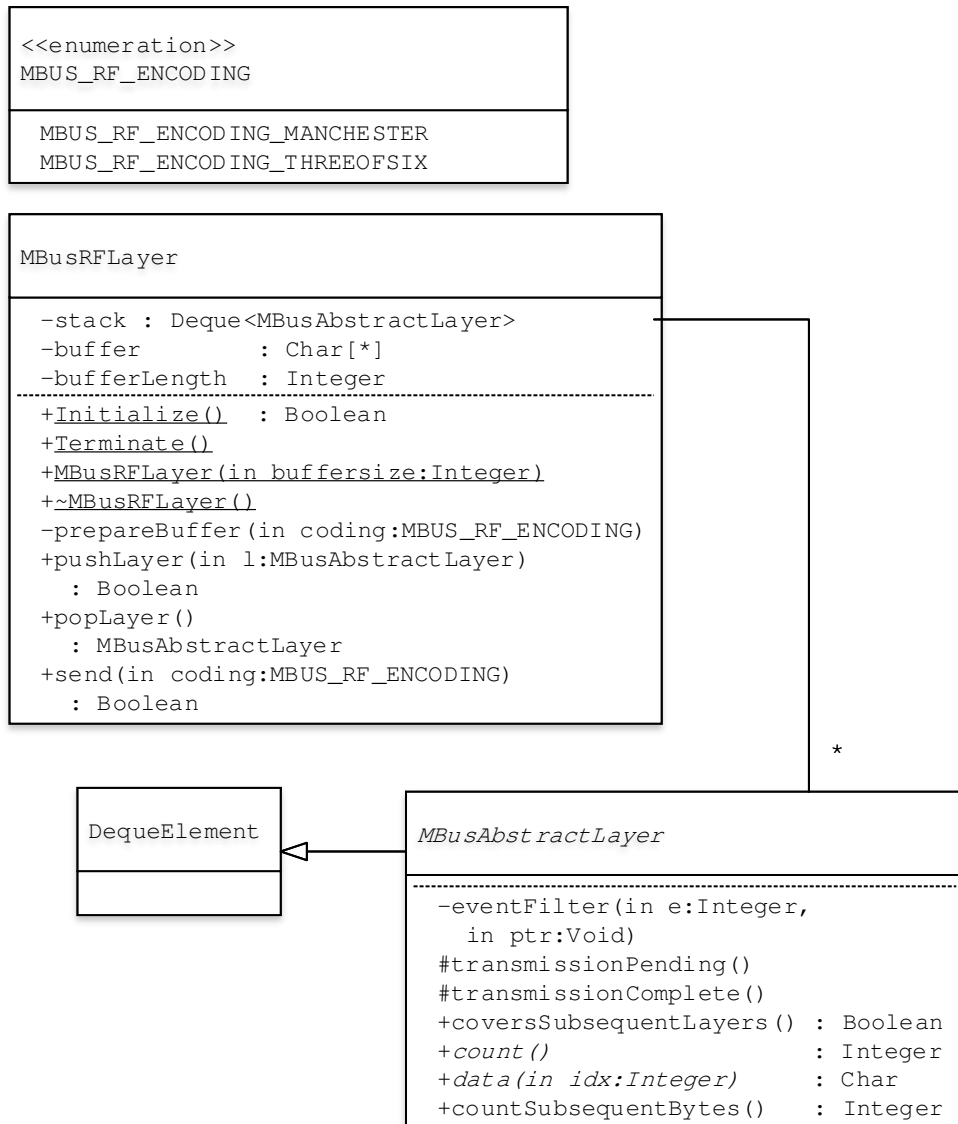 <<enumeration>>
MBUS_RF_ENCODING
MBUS_RF_ENCODING_MANCHESTER
MBUS_RF_ENCODING_THREEOFSIX
MBusRFLayer
-stack : Deque<MBusAbstractLayer>
-buffer : Char[*]
-bufferLength : Integer
+Initialize() : Boolean
+Terminate()
+MBusRFLayer(in buffersize:Integer)
+~MBusRFLayer()
-prepareBuffer(in coding:MBUS_RF_ENCODING)
+pushLayer(in l:MBusAbstractLayer)
: Boolean
+popLayer()
: MBusAbstractLayer
+send(in coding:MBUS_RF_ENCODING)
: Boolean
*
DequeElement
MBusAbstractLayer
-eventFilter(in e:Integer,
in ptr:Void)
#transmissionPending()
#transmissionComplete()
+coversSubsequentLayers() : Boolean
+count() : Integer
+data(in idx:Integer) : Char
+countSubsequentBytes() : Integer